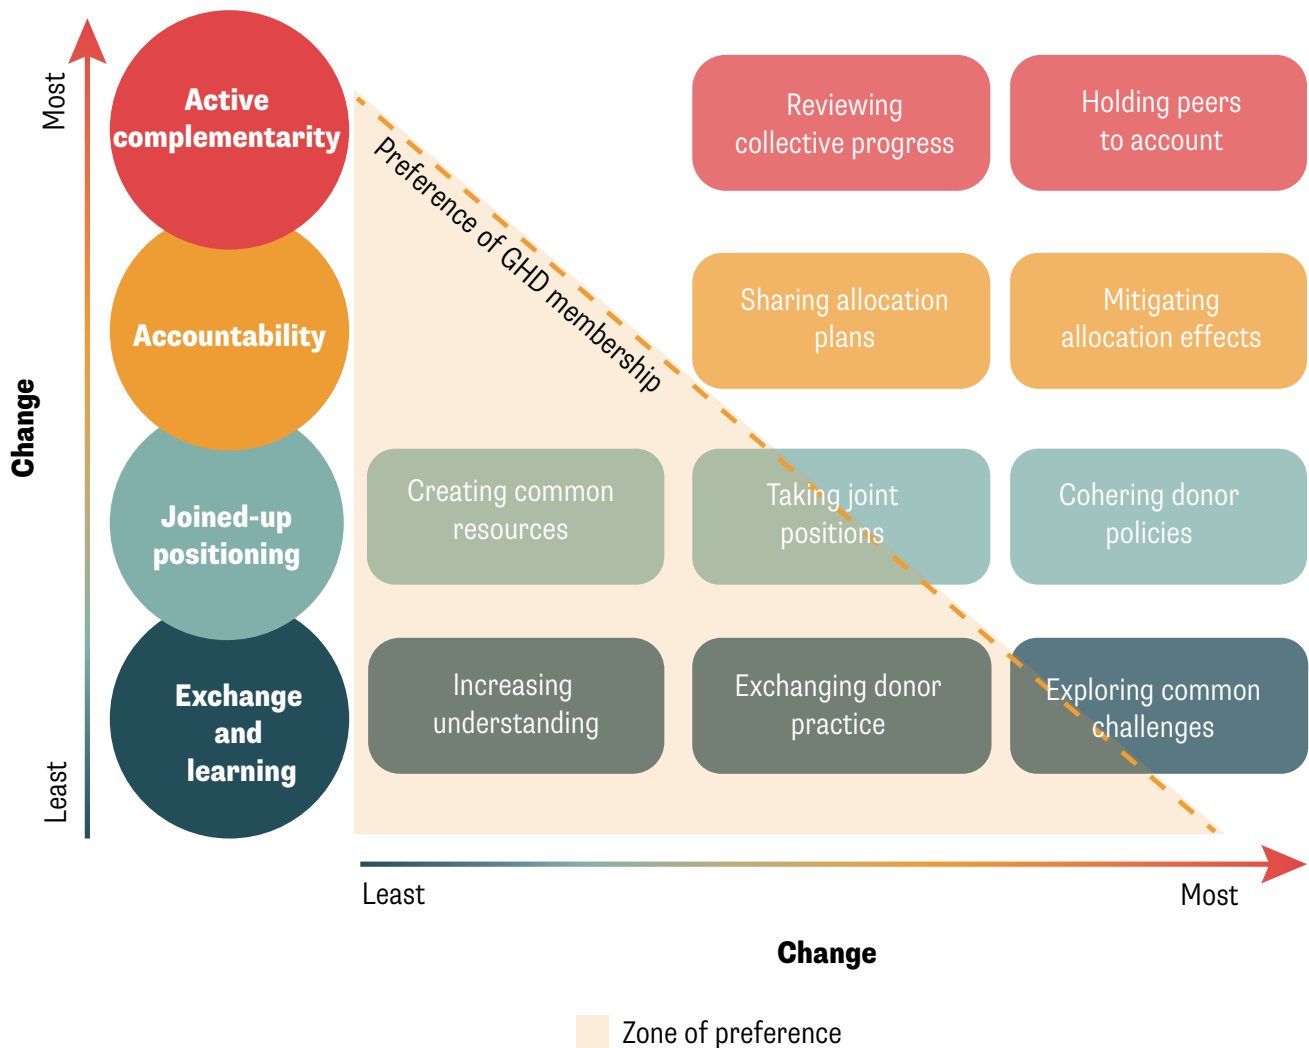 Most
Change
Least
Active
complementarity
Accountability
Joined-up
positioning
Exchange
and
learning
Preference of GHD membership
Reviewing
collective progress
Holding peers
to account
Sharing allocation
plans
Mitigating
allocation effects
Creating common
resources
Taking joint
positions
Cohering donor
policies
Increasing
understanding
Exchanging donor
practice
Exploring common
challenges
Least
Most
Change
Zone of preference